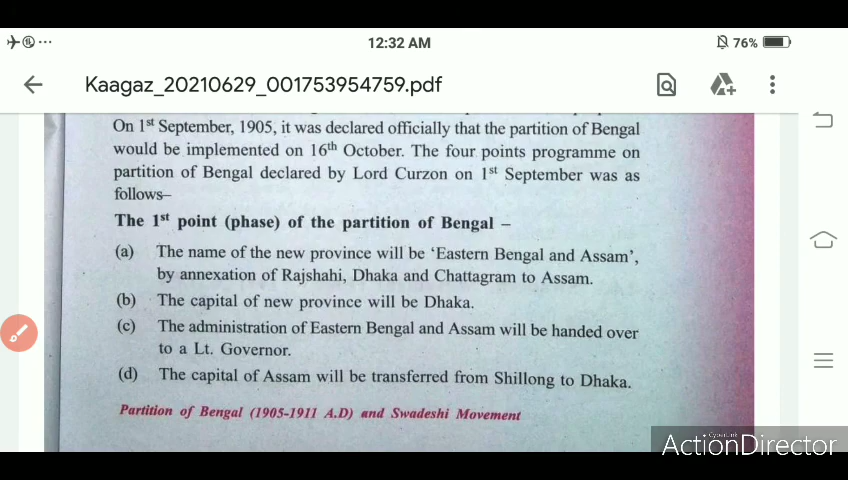 12:32 AM
76%
Kaagaz_20210629_001753954759.pdf
On 1st September, 1905, it was declared officially that the partition of Bengal
would be implemented on 16th October. The four points programme on
partition of Bengal declared by Lord Curzon on 1st September was as
follows–
The 1st point (phase) of the partition of Bengal –
(a) The name of the new province will be ‘Eastern Bengal and Assam’,
by annexation of Rajshahi, Dhaka and Chattagram to Assam.
(b) The capital of new province will be Dhaka.
(c) The administration of Eastern Bengal and Assam will be handed over
to a Lt. Governor.
(d) The capital of Assam will be transferred from Shillong to Dhaka.
Partition of Bengal (1905-1911 A.D) and Swadeshi Movement
CyberLink
ActionDirector